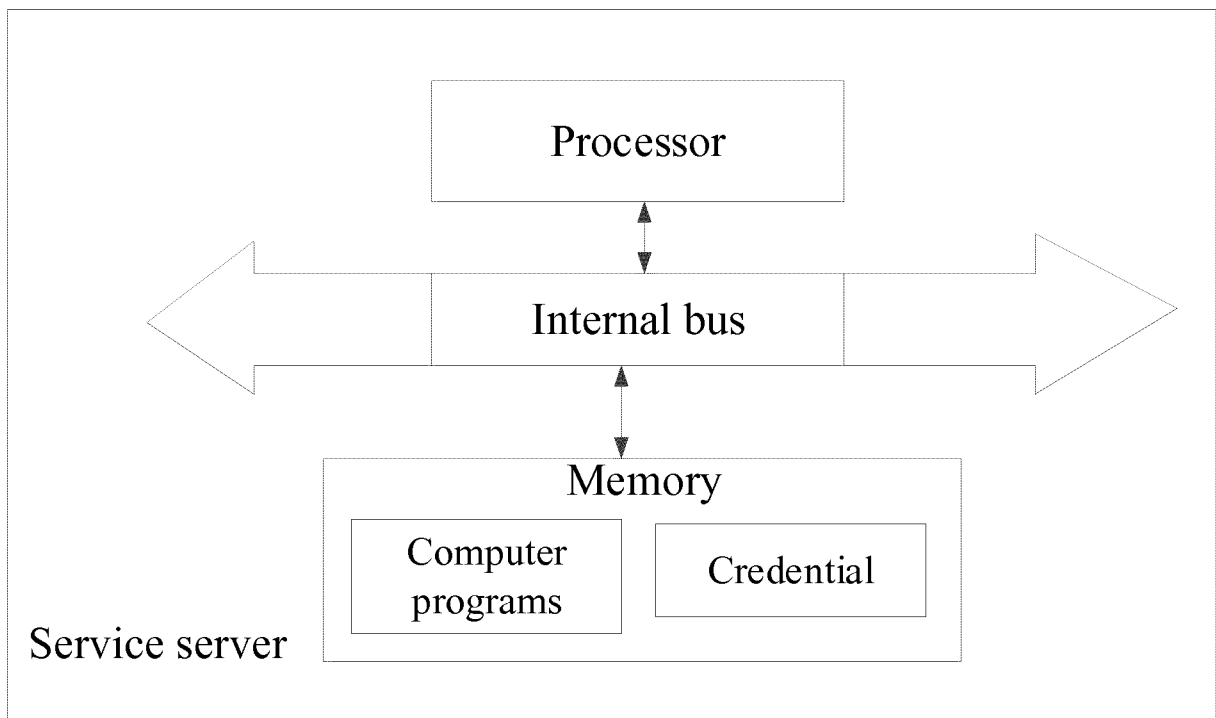 Processor
Internal bus
Memory
Computer
programs
Credential
Service server